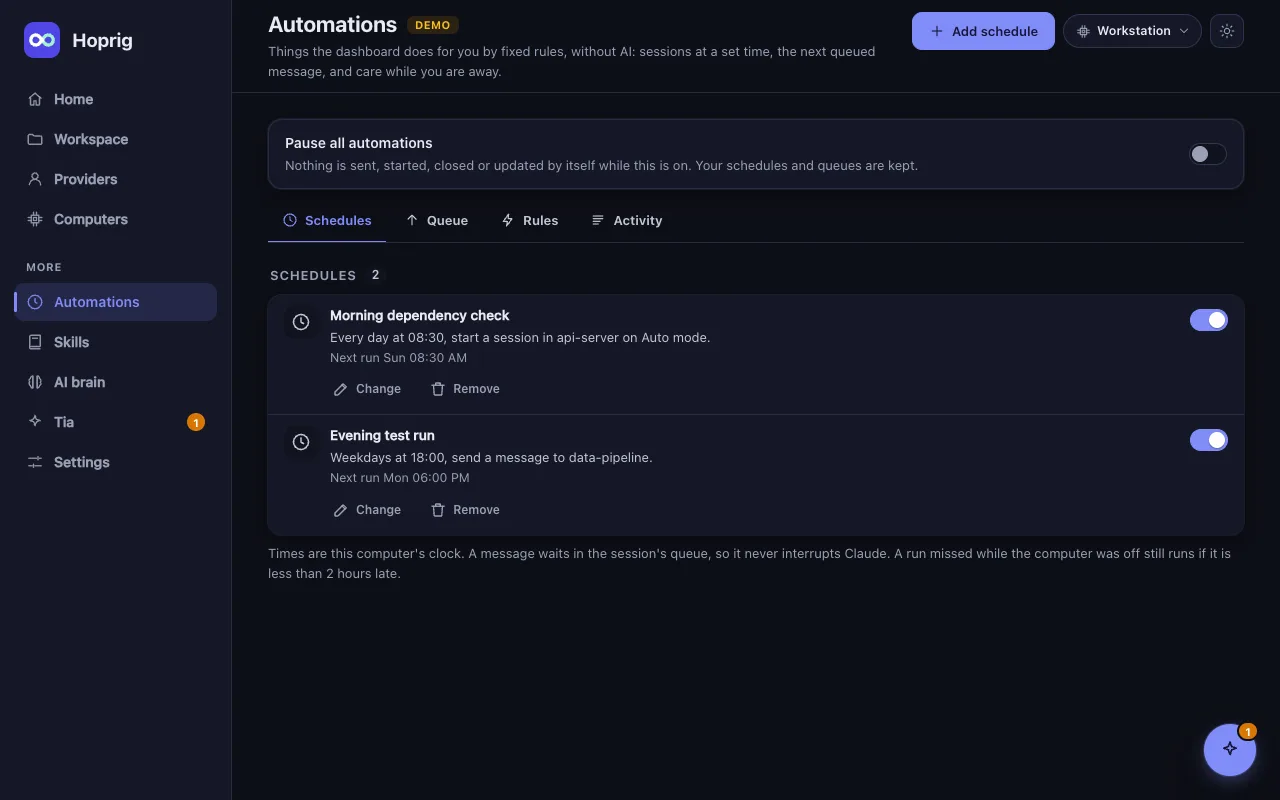 Hoprig
Home
Workspace
Providers
Computers
MORE
Automations
Skills
AI brain
Tia
1
Settings
Automations
DEMO
Things the dashboard does for you by fixed rules, without AI: sessions at a set time, the next queued
message, and care while you are away.
Add schedule
Workstation
Pause all automations
Nothing is sent, started, closed or updated by itself while this is on. Your schedules and queues are kept.
Schedules
Queue
Rules
Activity
SCHEDULES 2
Morning dependency check
Every day at 08:30, start a session in api-server on Auto mode.
Next run Sun 08:30 AM
Change
Remove
Evening test run
Weekdays at 18:00, send a message to data-pipeline.
Next run Mon 06:00 PM
Change
Remove
Times are this computer's clock. A message waits in the session's queue, so it never interrupts Claude. A run missed while the computer was off still runs if it is
less than 2 hours late.
1